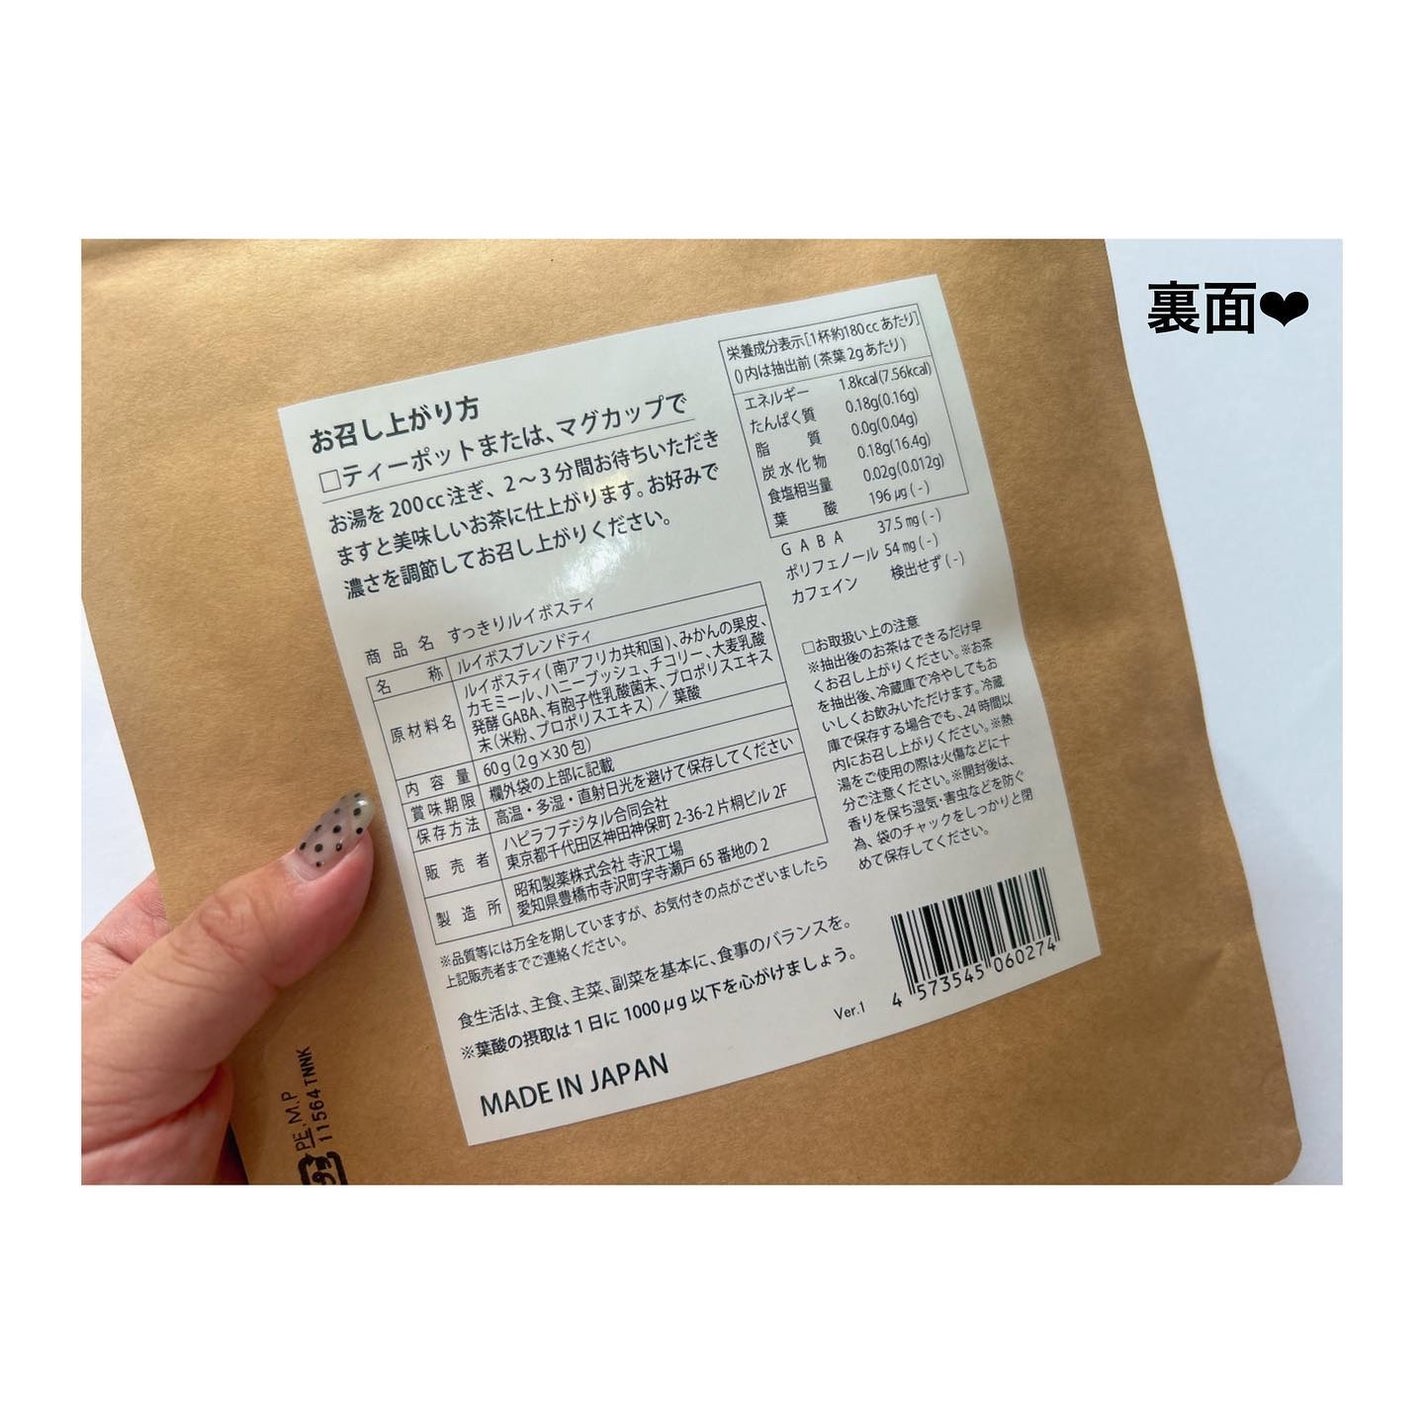 裏面❤
お召し上がり方
□ティーポットまたは、マグカップで
お湯を200cc注ぎ、2～3分間お待ちいただき
ますと美味しいお茶に仕上がります。お好みで
濃さを調節してお召し上がりください。
商品名 すっきりルイボスティ
名称 ルイボスブレンドティ
原材料名 ルイボスティ(南アフリカ共和国)、みかんの果皮、
カモミール、ハニーブッシュ、チコリー、大麦乳酸
発酵GABA、有胞子性乳酸菌末、プロポリスエキス
末(米粉、プロポリスエキス) / 葉酸
内容量 60g(2g×30包)
賞味期限 欄外袋の上部に記載
保存方法 高温・多湿・直射日光を避けて保存してください
販売者 ハピラフデジタル合同会社
東京都千代田区神田神保町2-36-2片桐ビル2F
製造所 昭和製薬株式会社 寺沢工場
愛知県豊橋市寺沢町字寺瀬戸65番地の2
※品質等には万全を期していますが、お気付きの点がございましたら
上記販売者までご連絡ください。
食生活は、主食、主菜、副菜を基本に、食事のバランスを。
※葉酸の摂取は1日に1000μg以下を心がけましょう。
MADE IN JAPAN
栄養成分表示[1杯約180ccあたり]
()内は抽出前(茶葉2gあたり)
エネルギー 1.8kcal(7.56kcal)
たんぱく質 0.18g(0.16g)
脂質 0.0g(0.04g)
炭水化物 0.18g(16.4g)
食塩相当量 0.02g(0.012g)
葉酸 196μg(-)
GABA 37.5mg(-)
ポリフェノール 54mg(-)
カフェイン 検出せず(-)
□お取扱い上の注意
※抽出後のお茶はできるだけ早
くお召し上がりください。※お茶
を抽出後、冷蔵庫で冷やしてもお
いしくお飲みいただけます。冷蔵
庫で保存する場合でも、24時間以
内にお召し上がりください。※熱
湯をご使用の際は火傷などに十
分ご注意ください。※開封後は、
香りを保ち湿気・害虫などを防ぐ
為、袋のチャックをしっかりと閉
めて保存してください。
Ver.1
4 573545 060274
PE,M,P
11564TNNK